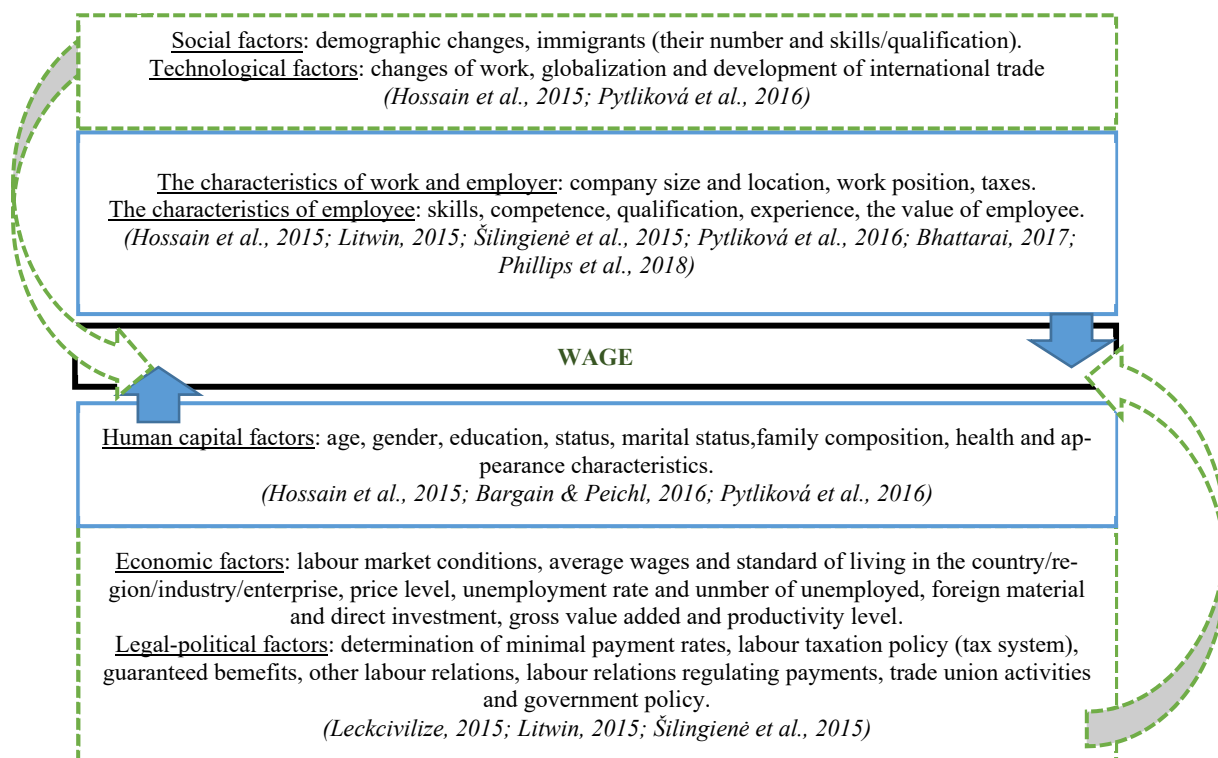 Social factors: demographic changes, immigrants (their number and skills/qualification).
Technological factors: changes of work, globalization and development of international trade
(Hossain et al., 2015; Pytliková et al., 2016)
The characteristics of work and employer: company size and location, work position, taxes.
The characteristics of employee: skills, competence, qualification, experience, the value of employee.
(Hossain et al., 2015; Litwin, 2015; Šilingienė et al., 2015; Pytliková et al., 2016; Bhattarai, 2017;
Phillips et al., 2018)
WAGE
Human capital factors: age, gender, education, status, marital status,family composition, health and ap-
pearance characteristics.
(Hossain et al., 2015; Bargain & Peichl, 2016; Pytliková et al., 2016)
Economic factors: labour market conditions, average wages and standard of living in the country/re-
gion/industry/enterprise, price level, unemployment rate and unmber of unemployed, foreign material
and direct investment, gross value added and productivity level.
Legal-political factors: determination of minimal payment rates, labour taxation policy (tax system),
guaranteed benefits, other labour relations, labour relations regulating payments, trade union activities
and government policy.
(Leckcivilize, 2015; Litwin, 2015; Šilingienė et al., 2015)